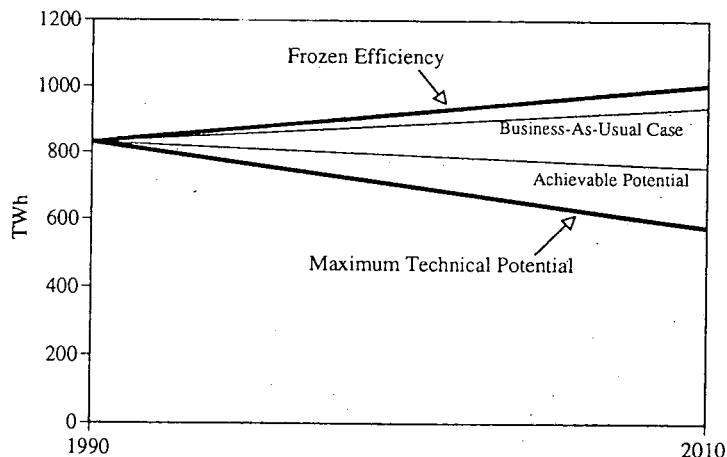 1200
Frozen Efficiency
1000
Business-As-Usual Case
800
Achievable Potential
TWh
600
Maximum Technical Potential
400
200
0
1990
2010